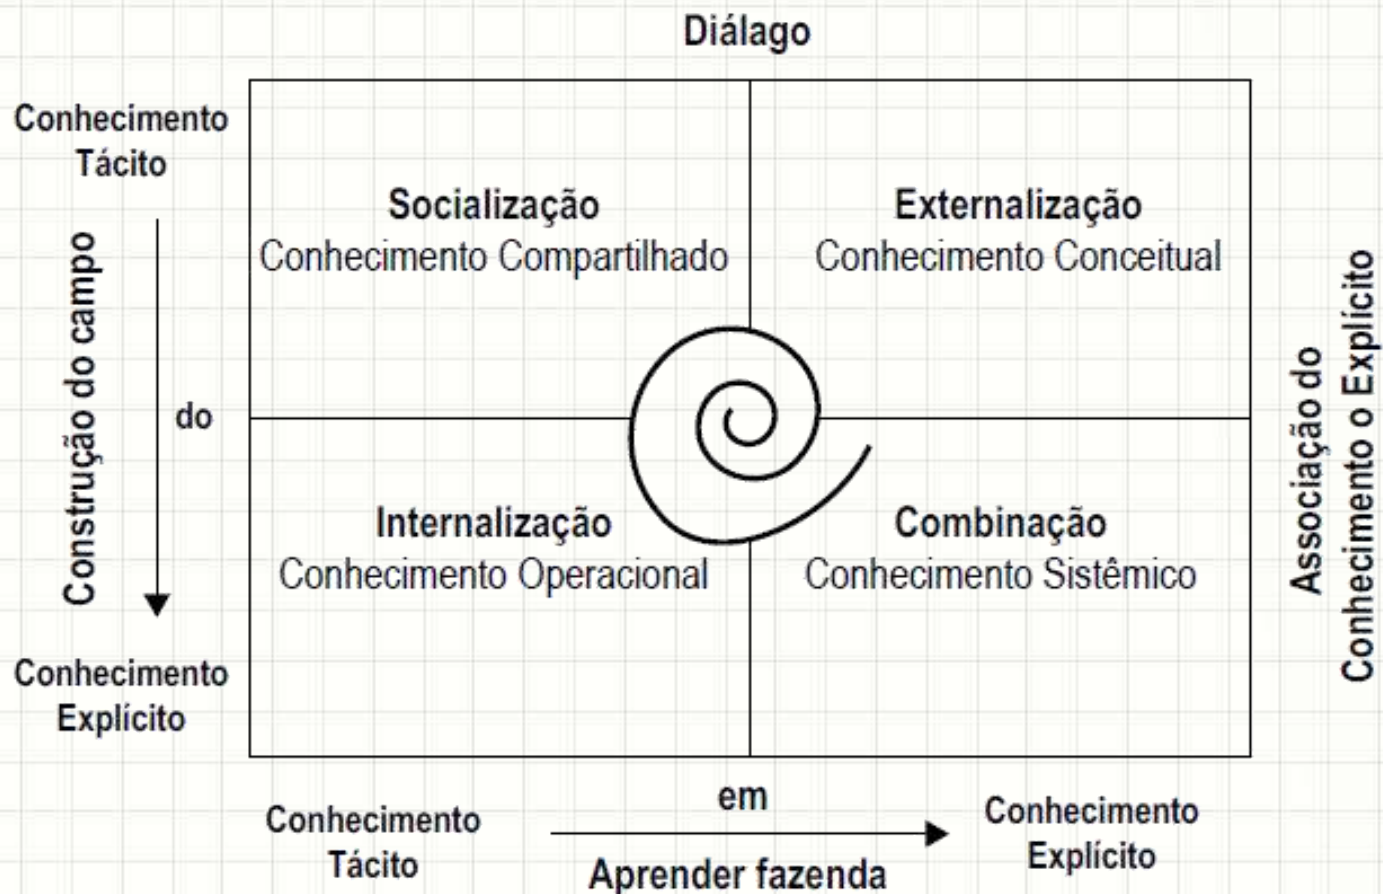 Diálago
Conhecimento
Tácito
Construção do campo
do
Conhecimento
Explícito
Socialização
Conhecimento Compartilhado
Externalização
Conhecimento Conceitual
Internalização
Conhecimento Operacional
Combinação
Conhecimento Sistêmico
Associação do
Conhecimento o Explícito
Conhecimento
Tácito
em
Aprender fazenda
Conhecimento
Explícito